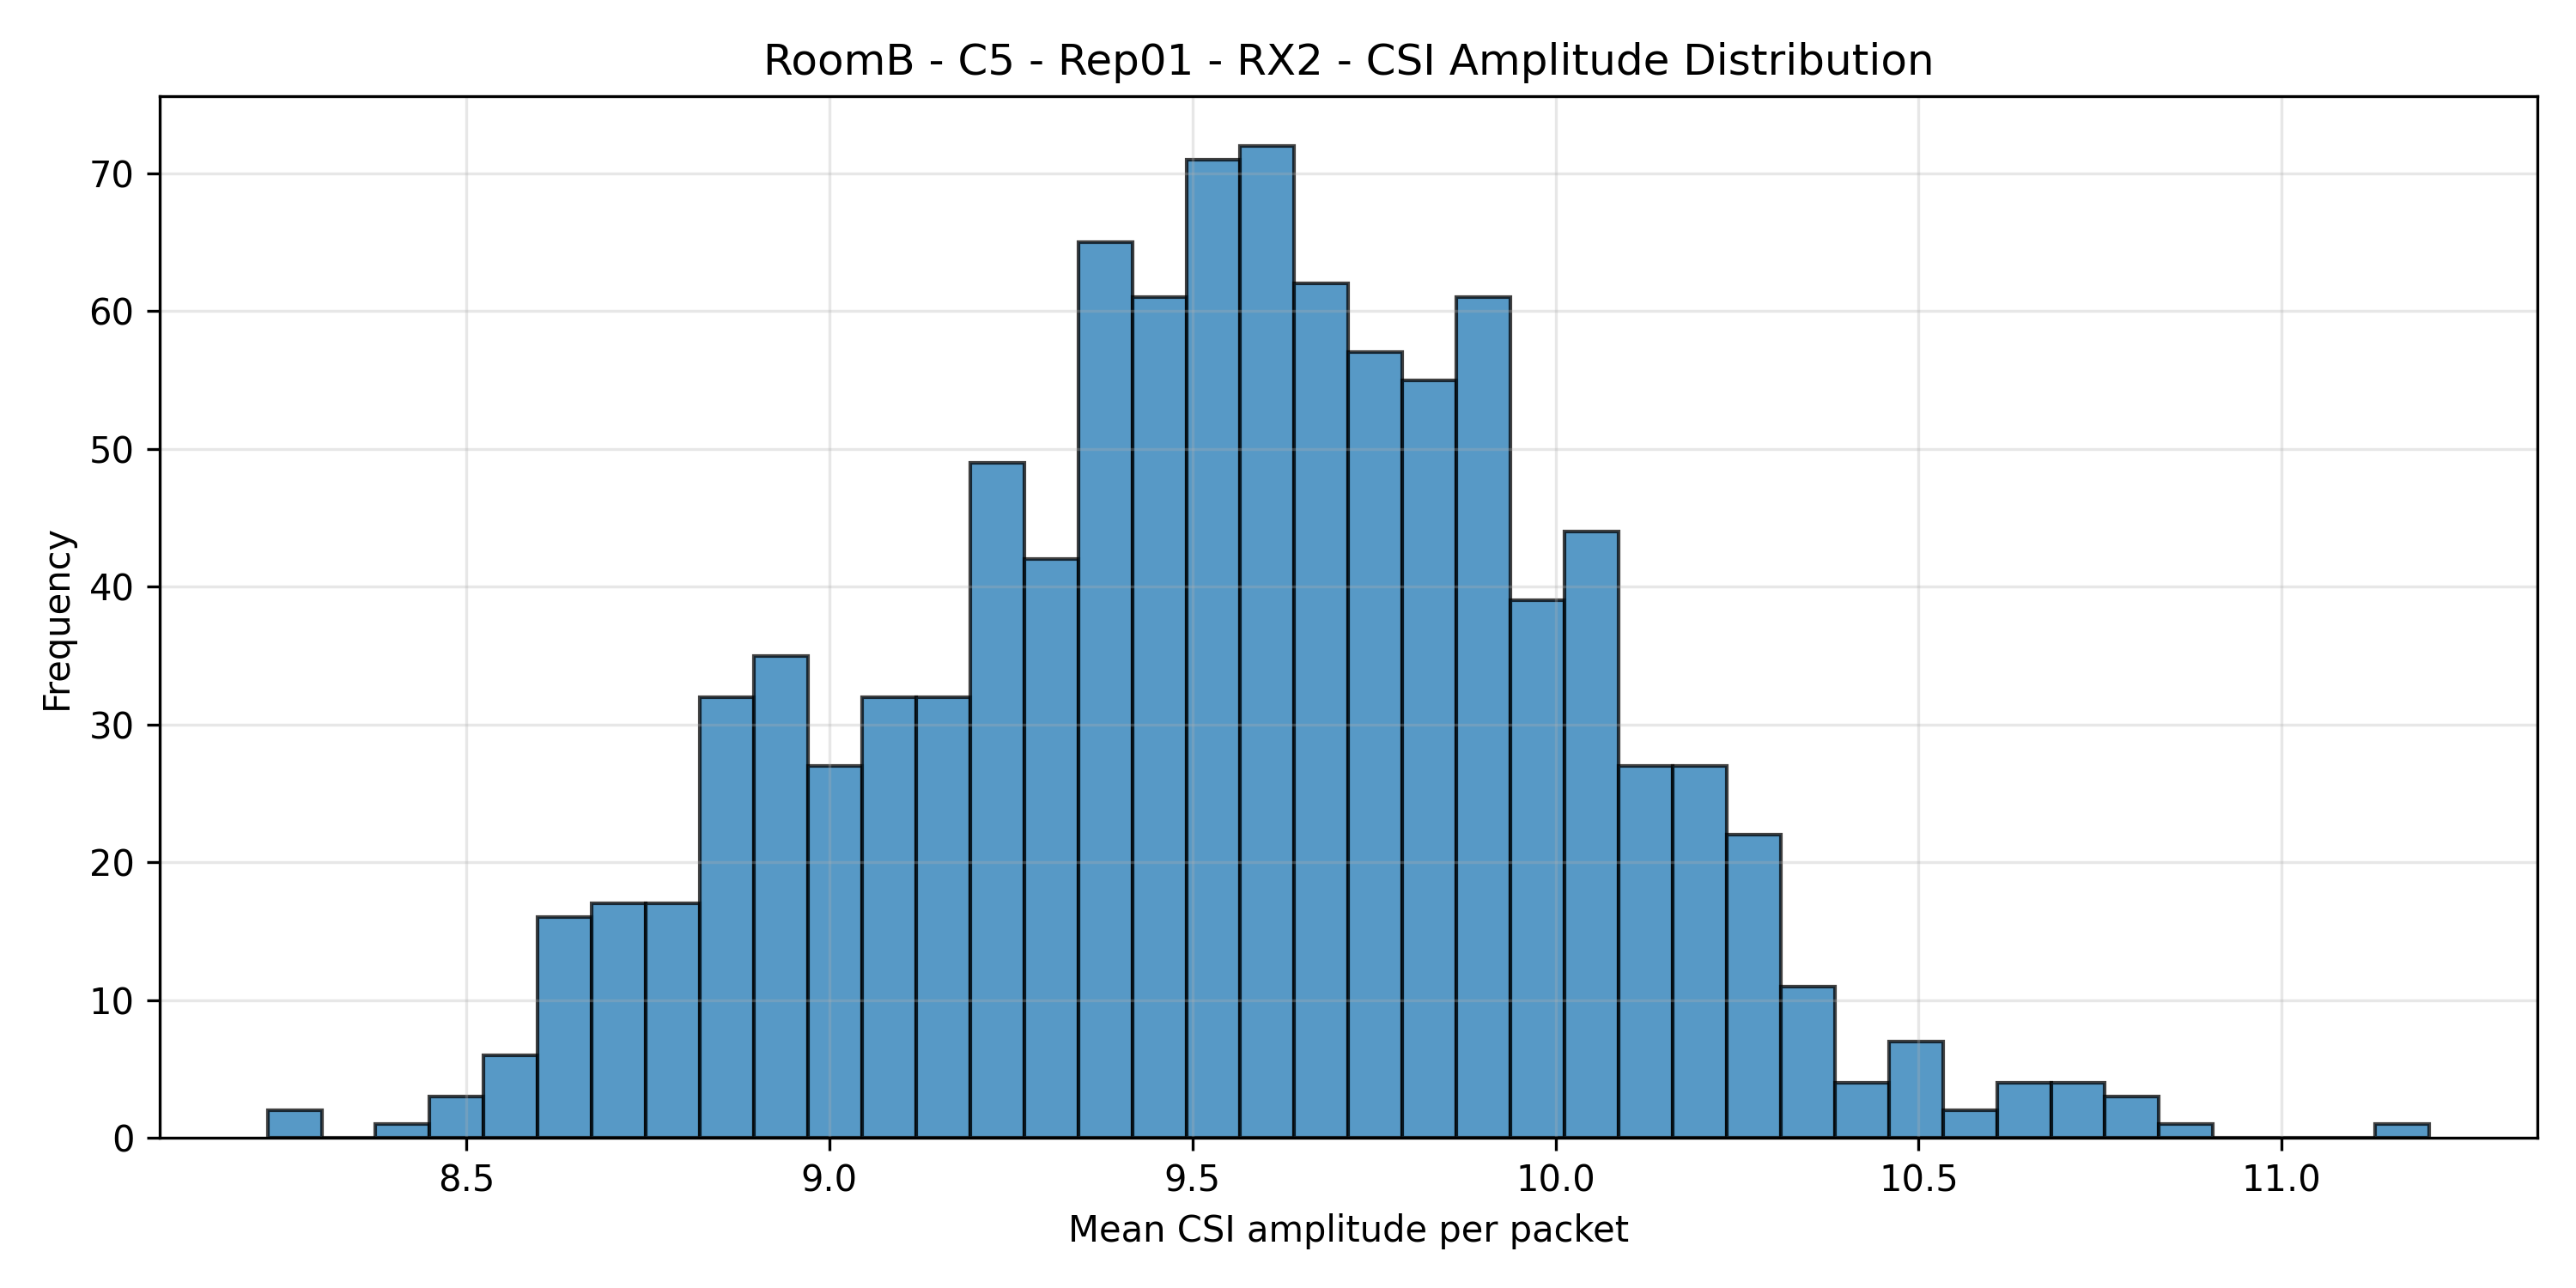 RoomB - C5 - Rep01 - RX2 - CSI Amplitude Distribution
70
60
50
40
30
20
10
0
Frequency
8.5 9.0 9.5 10.0 10.5 11.0
Mean CSI amplitude per packet